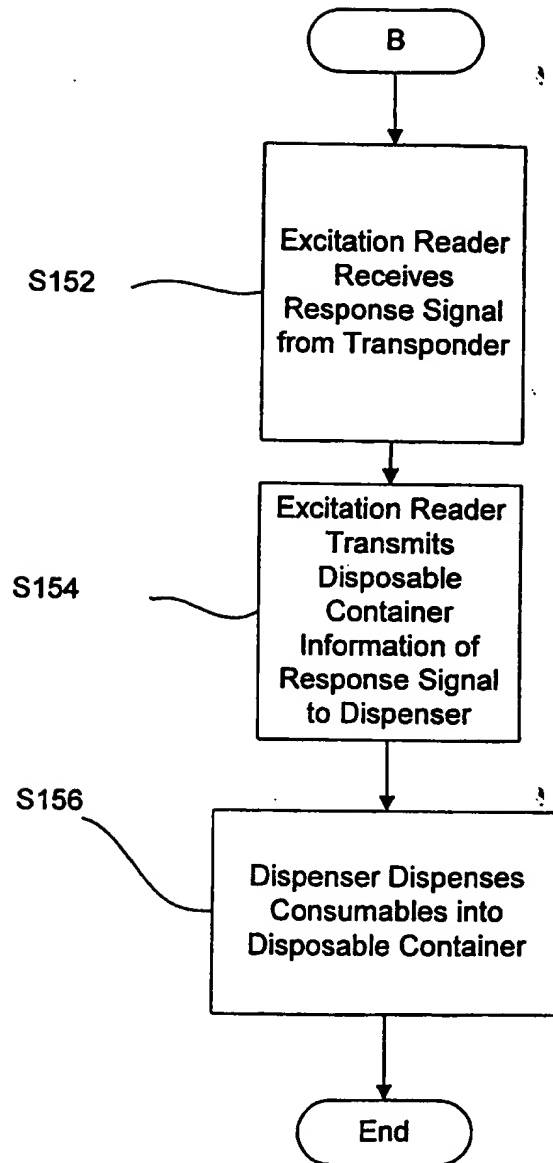 B
S152
Excitation Reader
Receives
Response Signal
from Transponder
S154
Excitation Reader
Transmits
Disposable
Container
Information of
Response Signal
to Dispenser
S156
Dispenser Dispenses
Consumables into
Disposable Container
End